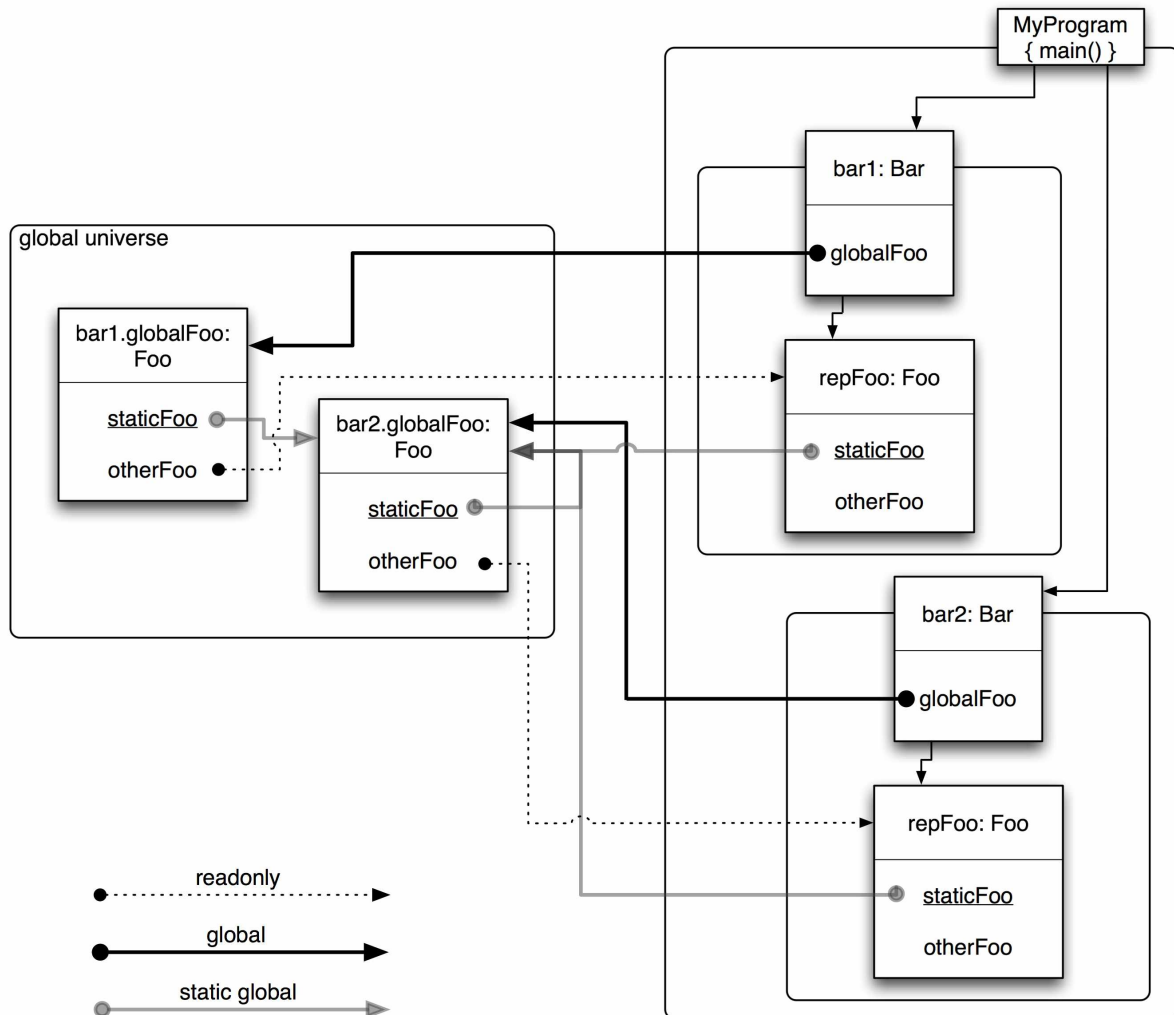 MyProgram
{ main() }
bar1: Bar
globalFoo
global universe
bar1.globalFoo:
Foo
staticFoo
otherFoo
bar2.globalFoo:
Foo
staticFoo
otherFoo
repFoo: Foo
staticFoo
otherFoo
bar2: Bar
globalFoo
repFoo: Foo
staticFoo
otherFoo
readonly
global
static global